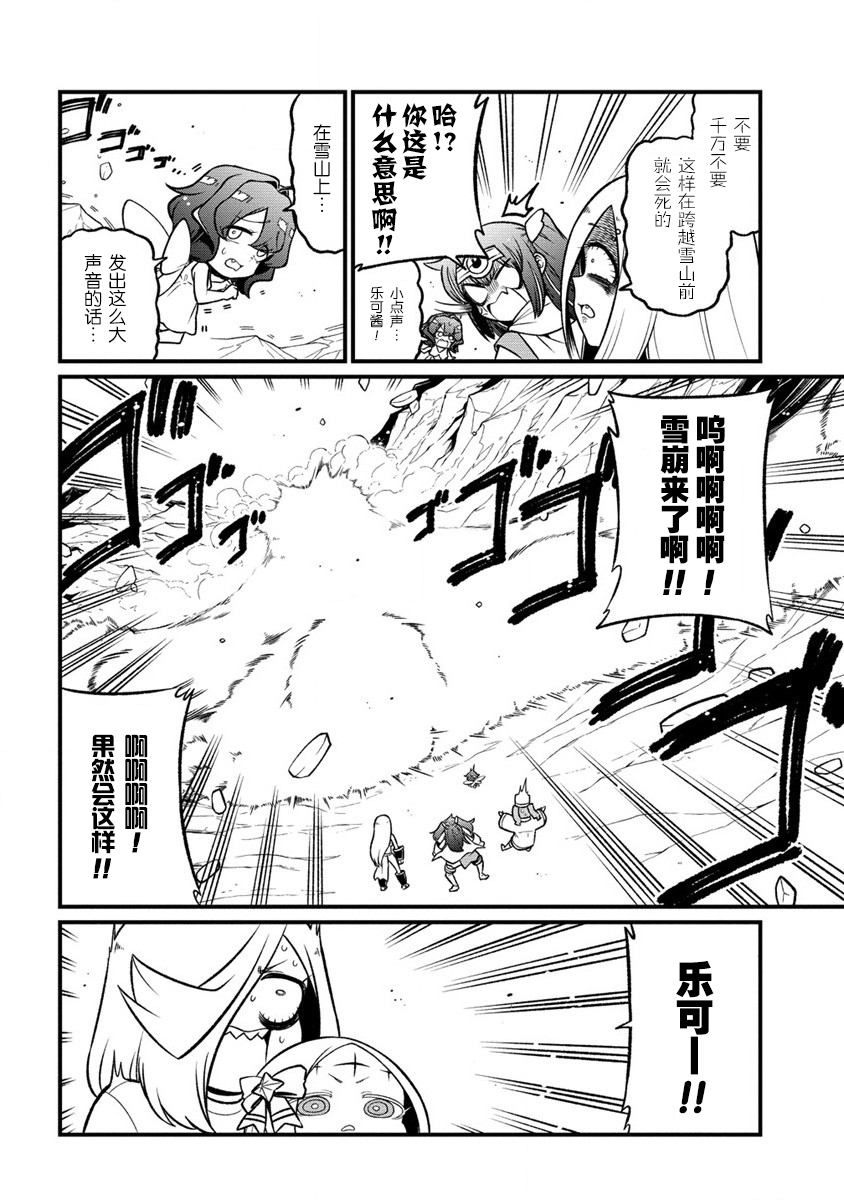 不要
千万不要
这样在跨越雪山前
就会死的
哈!?
你这是
什么意思啊!!
小点声…
乐可酱!
在雪山上…
发出这么大
声音的话…
ゴゴゴゴ
呜啊啊啊啊!
雪崩来了啊!!
ゴゴゴゴゴゴ
啊啊啊啊!
果然会这样!!
乐可ー!!